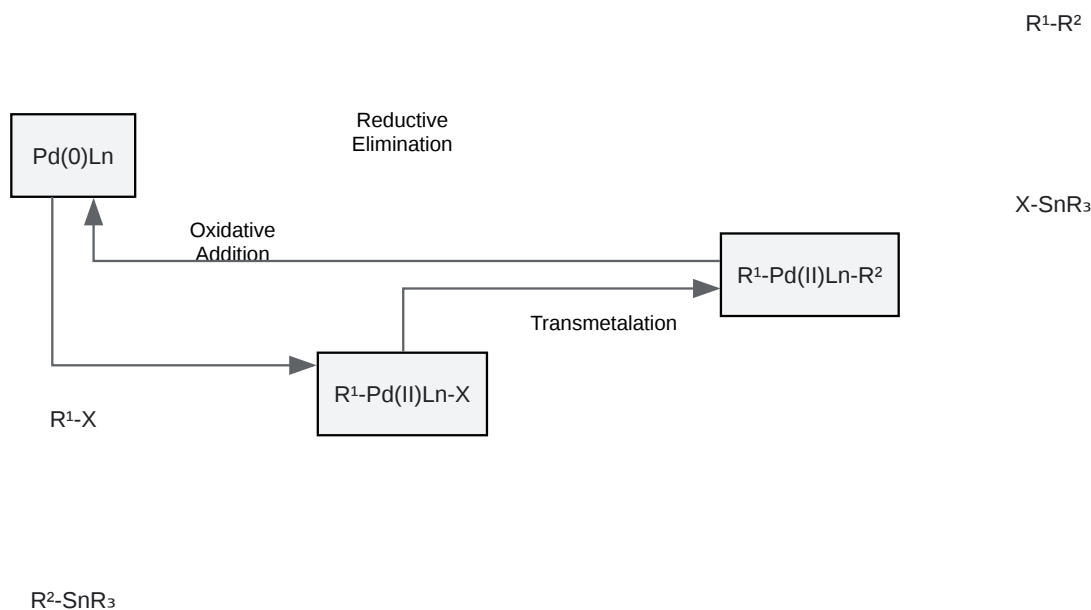 R¹-R²
Reductive
Elimination
Pd(0)Ln
X-SnR₃
Oxidative
Addition
R¹-Pd(II)Ln-R²
Transmetalation
R¹-Pd(II)Ln-X
R¹-X
R²-SnR₃